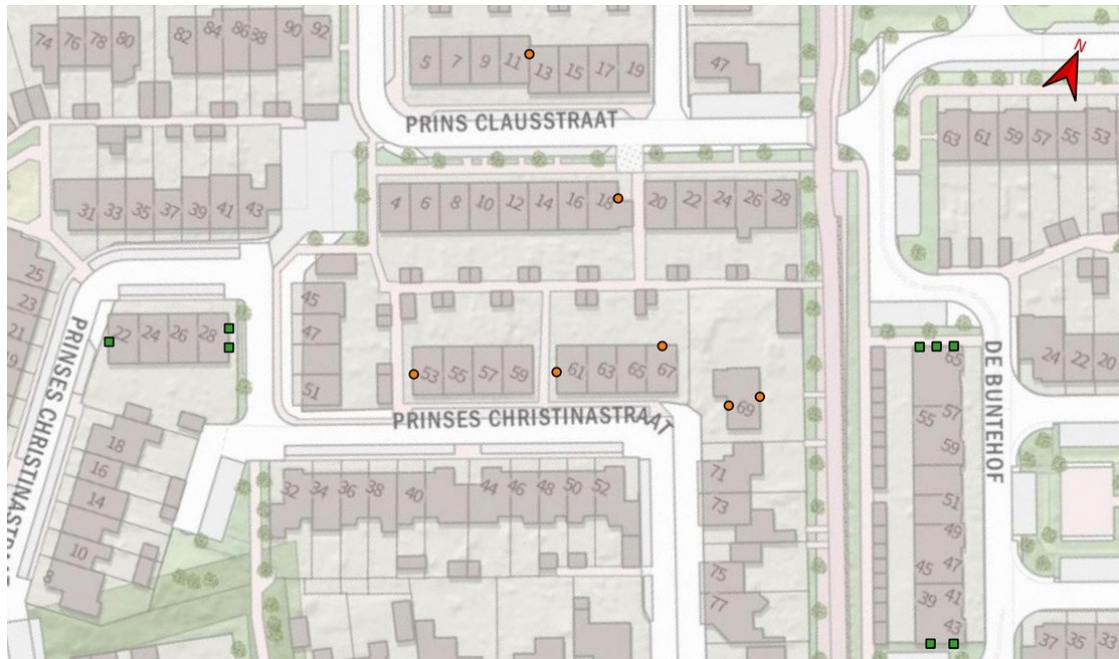 74 76 78 80
82 84 86 88 90 92
5 7 9 11 13 15 17 19
47
N
PRINS CLAUSSTRAAT
63 61 59 57 55 53
31 33 35 37 39 41 43
4 6 8 10 12 14 16 18
20 22 24 26 28
25
23
21
19
45
47
51
22 24 26 28
PRINSES CHRISTINASTRAAT
53 55 57 59
61 63 65 67
69
PRINSES CHRISTINASTRAAT
DE BUNTEHOF
65
55 57
59
51
49
45 47
39 41
43
24 22 20
18
16
14
10
8
32 34 36 38 40 44 46 48 50 52
71
73
75
77
37 35 33